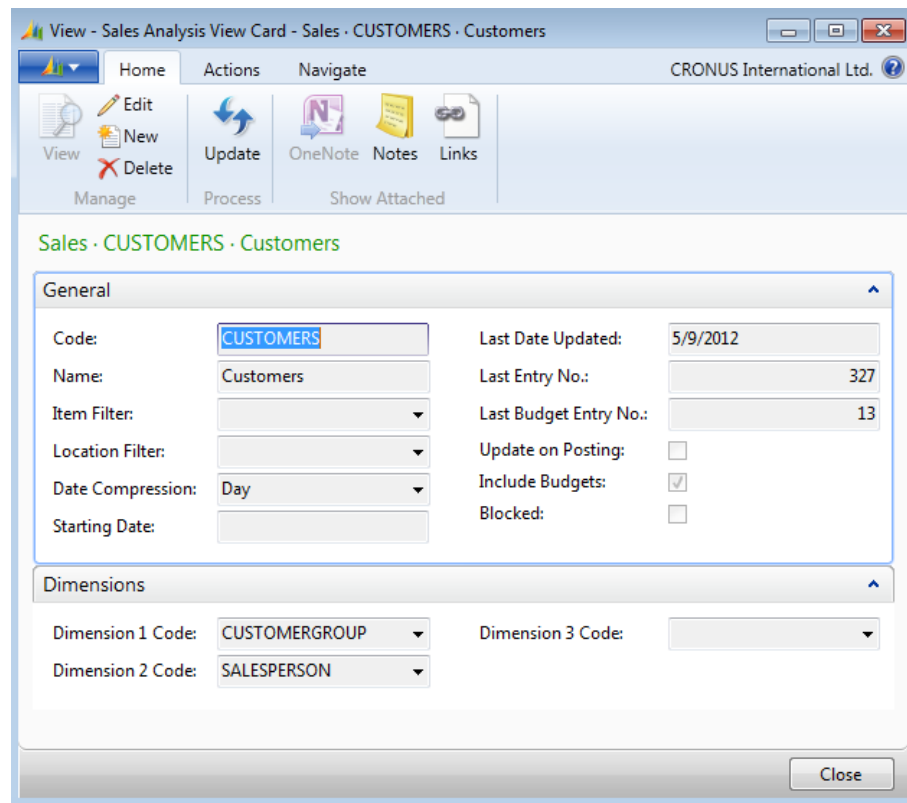 View - Sales Analysis View Card - Sales · CUSTOMERS · Customers
Home Actions Navigate CRONUS International Ltd.
View
Edit
New
Delete
Manage
Update
Process
OneNote Notes Links
Show Attached
Sales · CUSTOMERS · Customers
General
Code: CUSTOMERS
Name: Customers
Item Filter:
Location Filter:
Date Compression: Day
Starting Date:
Last Date Updated: 5/9/2012
Last Entry No.: 327
Last Budget Entry No.: 13
Update on Posting:
Include Budgets:
Blocked:
Dimensions
Dimension 1 Code: CUSTOMERGROUP
Dimension 2 Code: SALESPERSON
Dimension 3 Code:
Close